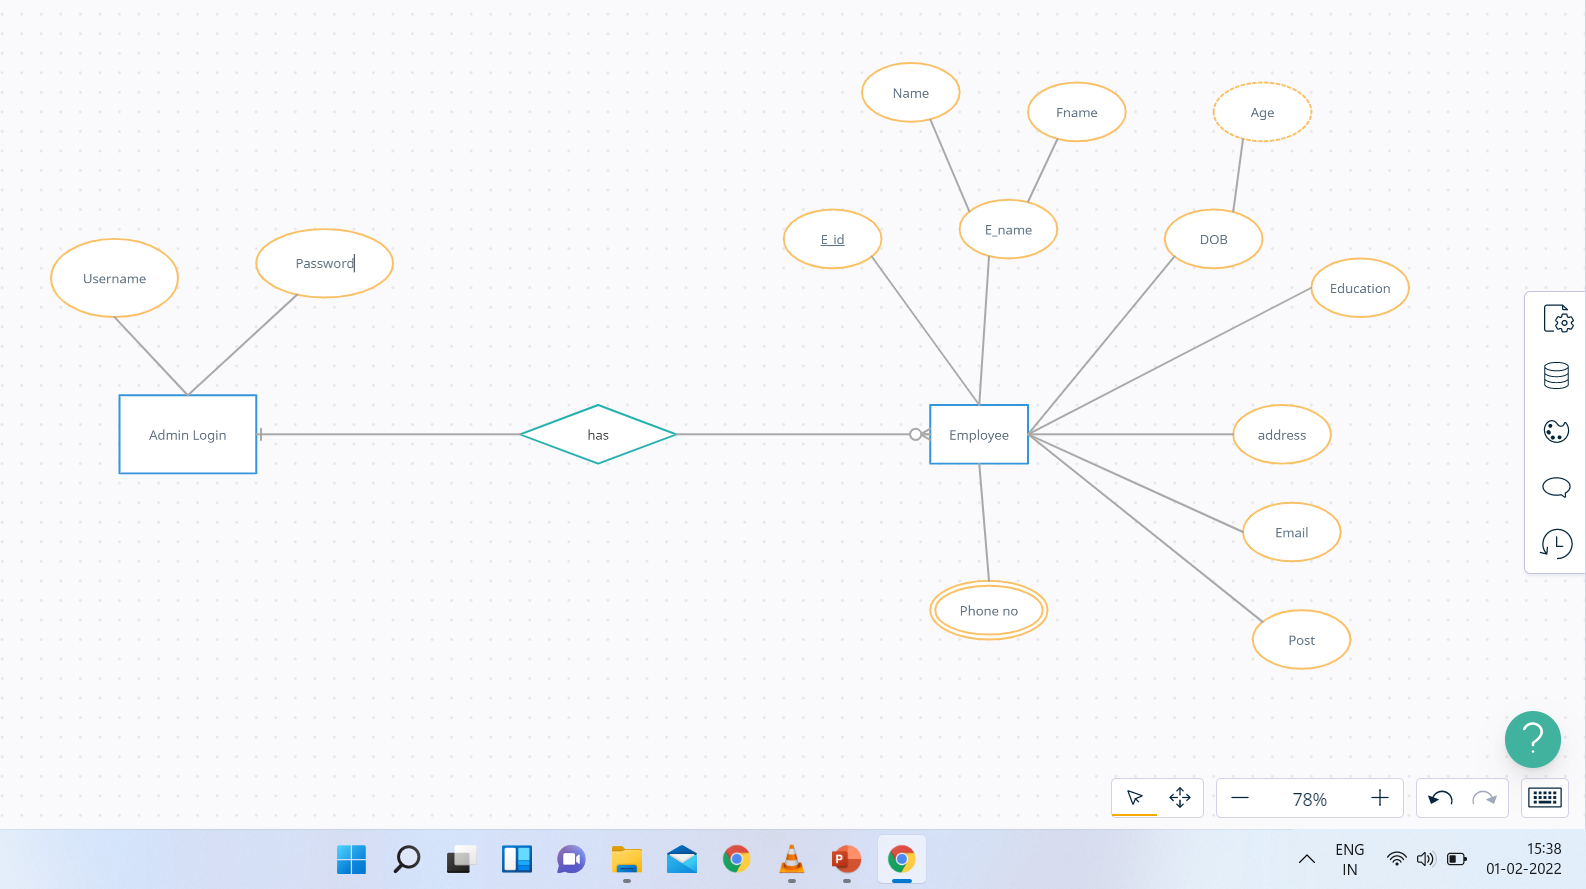 Name
Fname
Age
E_id
E_name
DOB
Username
Password
Education
Admin Login
has
Employee
address
Email
Phone no
Post
?
78%
P
ENG
IN
15:38
01-02-2022